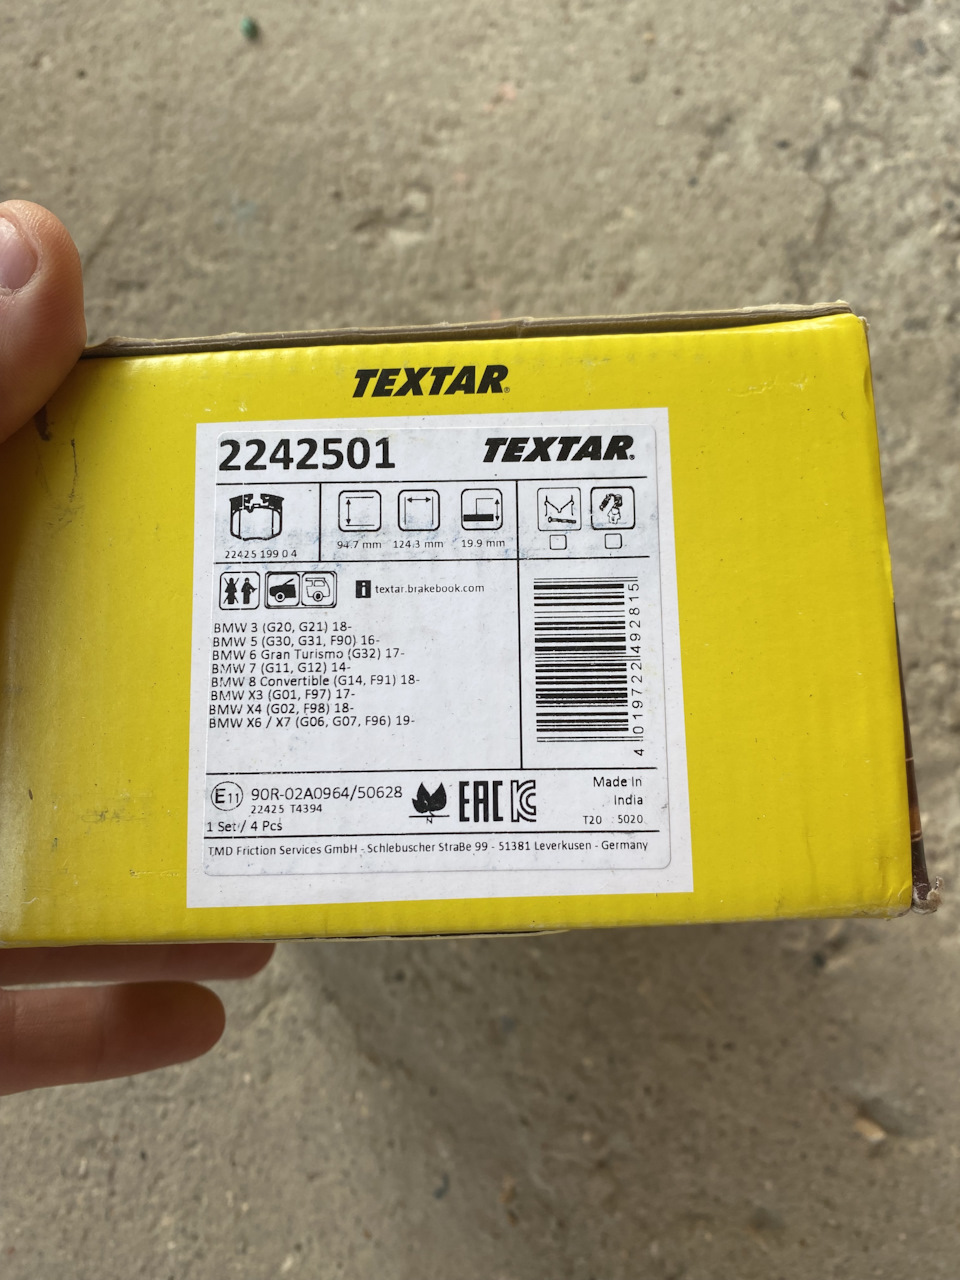 TEXTAR®
2242501 TEXTAR®
22425 199 0 4
94.7 mm 124.3 mm 19.9 mm
i textar.brakebook.com
BMW 3 (G20, G21) 18-
BMW 5 (G30, G31, F90) 16-
BMW 6 Gran Turismo (G32) 17-
BMW 7 (G11, G12) 14-
BMW 8 Convertible (G14, F91) 18-
BMW X3 (G01, F97) 17-
BMW X4 (G02, F98) 18-
BMW X6 / X7 (G06, G07, F96) 19-
4 019722 492815
E11 90R-02A0964/50628
22425 T4394
1 Set / 4 Pcs
N
EAC KC
Made In
India
T20 5020
TMD Friction Services GmbH - Schlebuscher Straße 99 - 51381 Leverkusen - Germany